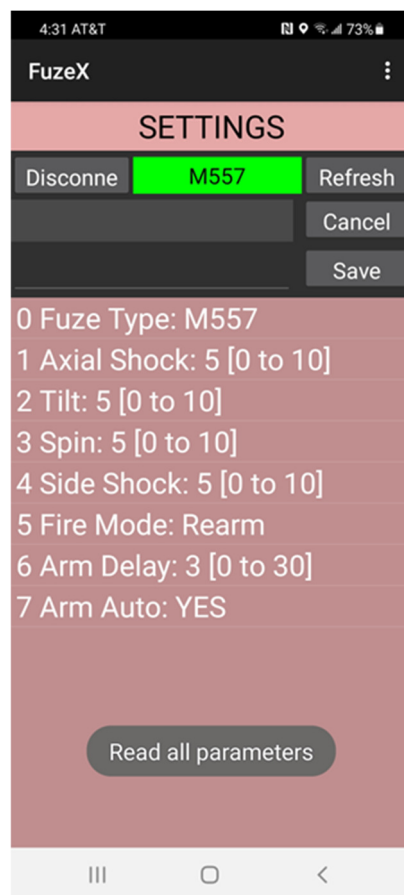 4:31 AT&T 73%
FuzeX
SETTINGS
Disconne M557 Refresh
Cancel
Save
0 Fuze Type: M557
1 Axial Shock: 5 [0 to 10]
2 Tilt: 5 [0 to 10]
3 Spin: 5 [0 to 10]
4 Side Shock: 5 [0 to 10]
5 Fire Mode: Rearm
6 Arm Delay: 3 [0 to 30]
7 Arm Auto: YES
Read all parameters